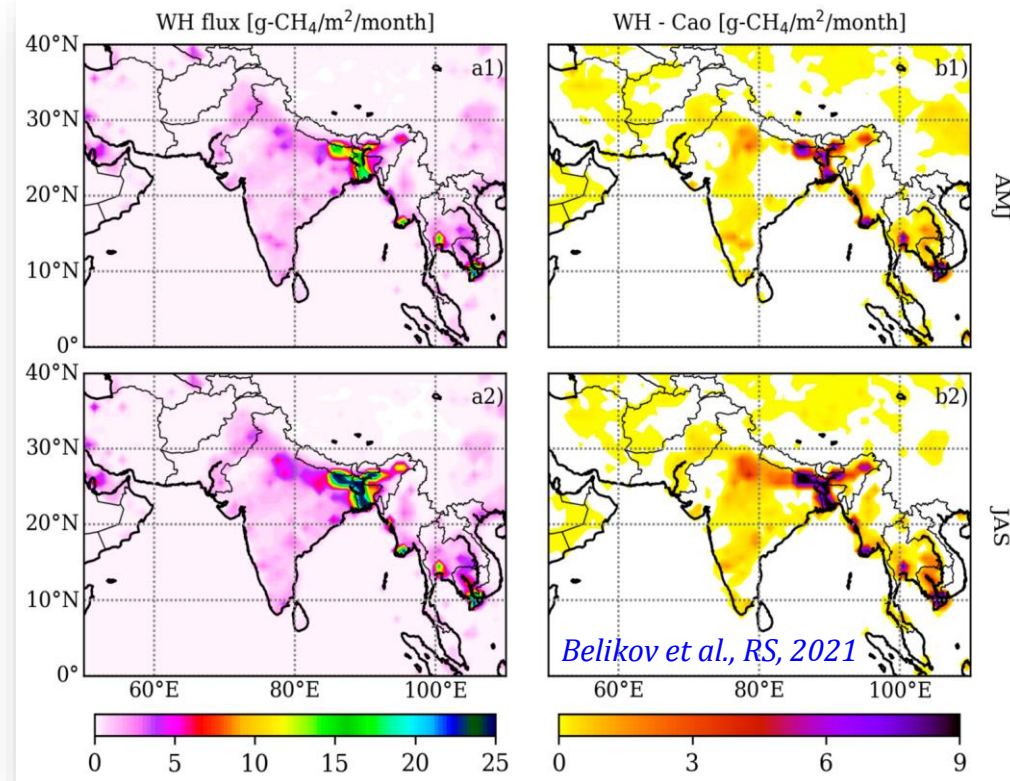 WH flux [g-CH₄/m²/month]
WH - Cao [g-CH₄/m²/month]
40°N
a1)
b1)
30°N
20°N
AMJ
10°N
0°
40°N
a2)
b2)
30°N
20°N
JAS
10°N
Belikov et al., RS, 2021
0°
60°E 80°E 100°E
60°E 80°E 100°E
0 5 10 15 20 25
0 3 6 9